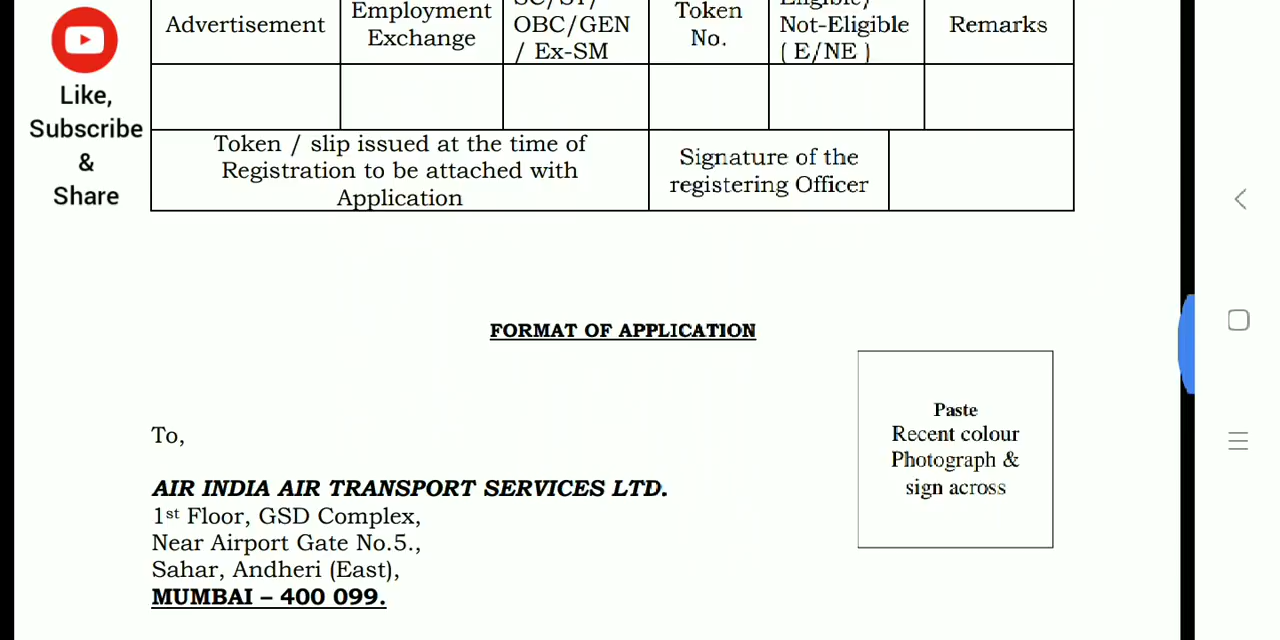 Like,
Subscribe
&
Share
Advertisement
Employment
Exchange
SC/ST/
OBC/GEN
/ Ex-SM
Token
No.
Eligible/
Not-Eligible
( E/NE )
Remarks
Token / slip issued at the time of
Registration to be attached with
Application
Signature of the
registering Officer
FORMAT OF APPLICATION
Paste
Recent colour
Photograph &
sign across
To,
AIR INDIA AIR TRANSPORT SERVICES LTD.
1st Floor, GSD Complex,
Near Airport Gate No.5.,
Sahar, Andheri (East),
MUMBAI – 400 099.